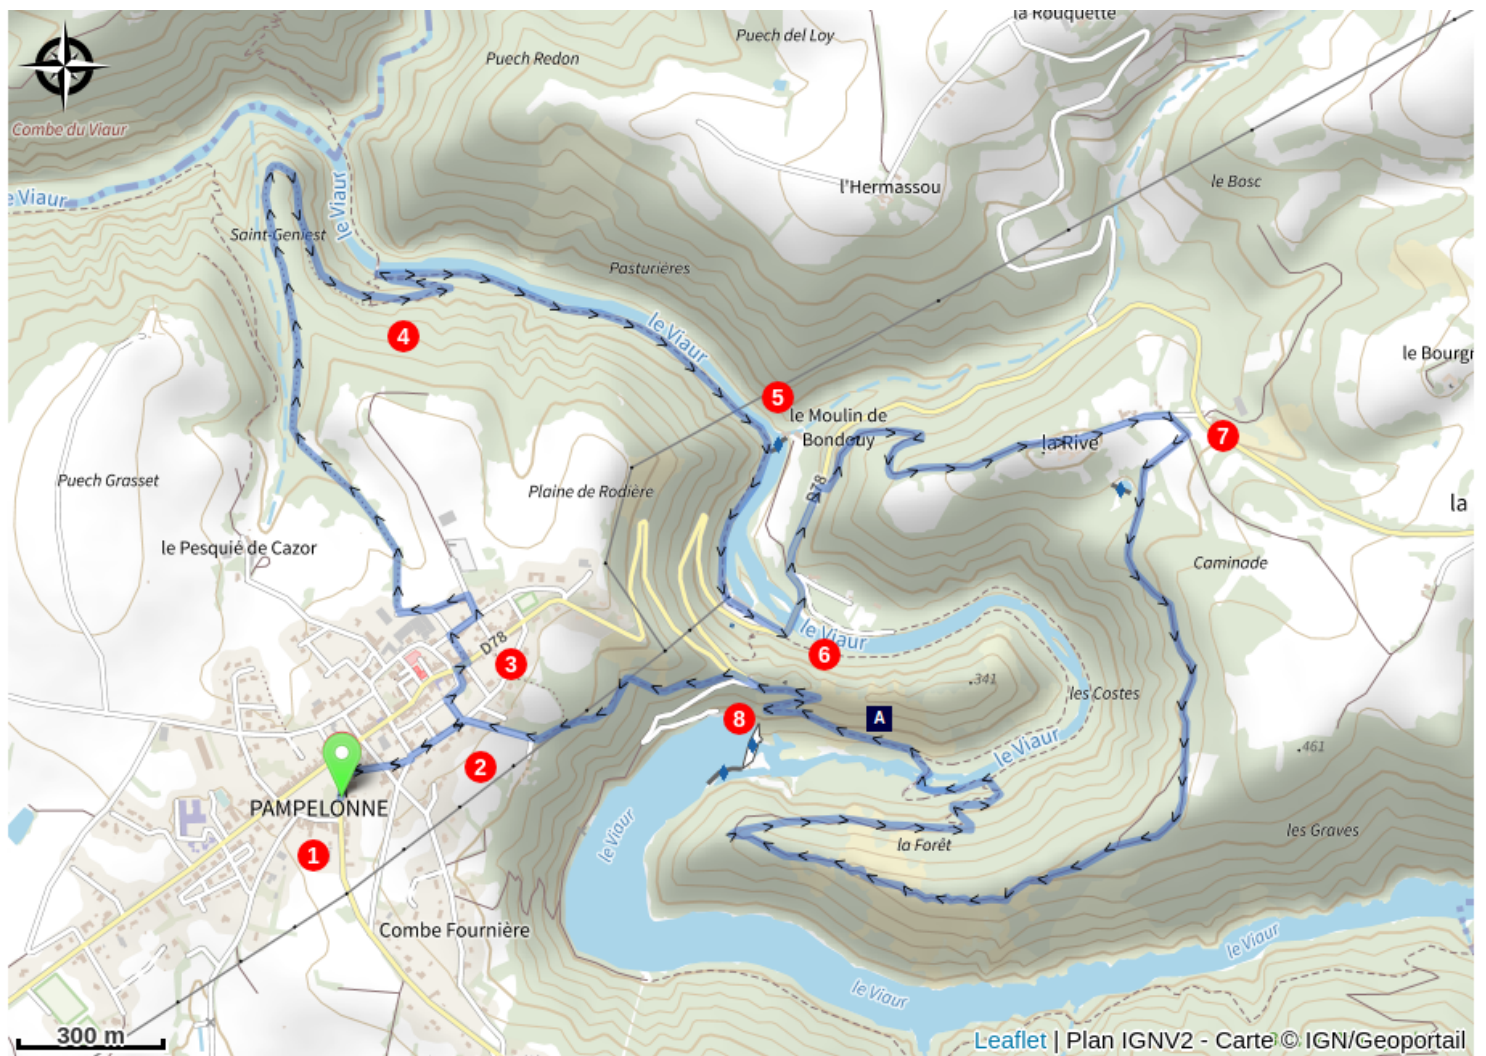 la Rouquette
Puech del Loy
Puech Redon
Combe du Viaur
l'Hermassou
le Bosc
le Viaur
le Viaur
Saint-Geniest
Pasturières
le Viaur
4
le Bourg
5
le Moulin de
Bondouy
7
la Rive
Puech Grasset
Plaine de Rodière
D78
la
le Pesquié de Cazor
Caminade
D78
le Viaur
3
6
341
les Costes
8
A
le Viaur
461
2
PAMPELONNE
le Viaur
les Graves
la Forêt
1
Combe Fournière
le Viaur
le Viaur
300 m
Leaflet | Plan IGNV2 - Carte © IGN/Geoportail